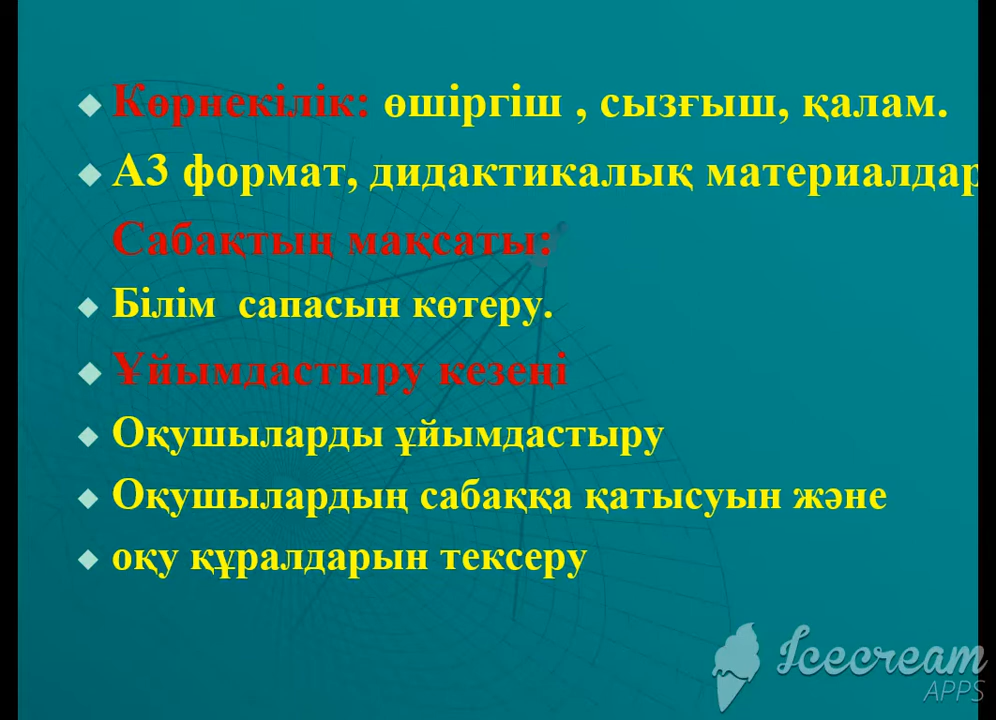 Көрнекілік: өшіргіш , сызғыш, қалам.
А3 формат, дидактикалық материалдар
Сабақтың мақсаты:
Білім сапасын көтеру.
Ұйымдастыру кезеңі
Оқушыларды ұйымдастыру
Оқушылардың сабаққа қатысуын және
оқу құралдарын тексеру
Icecream
APPS